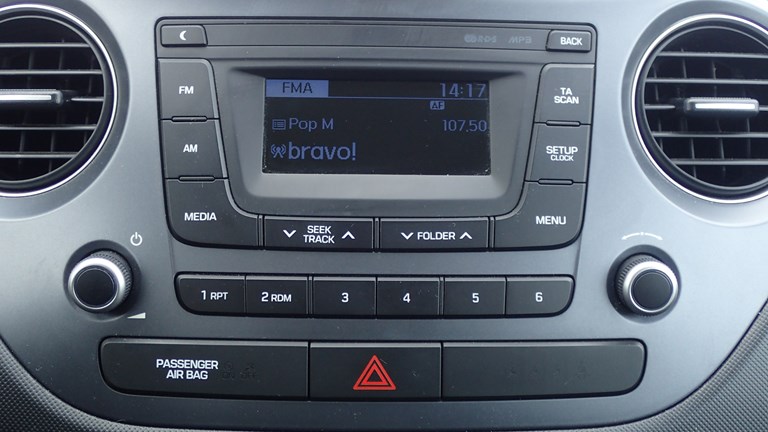 MP3
BACK
FM
FMA
14:17
AF
TA
SCAN
Pop M
107,50
bravo!
AM
SETUP
CLOCK
MEDIA
SEEK
TRACK
FOLDER
MENU
1 RPT
2 RDM
3
4
5
6
PASSENGER
AIR BAG